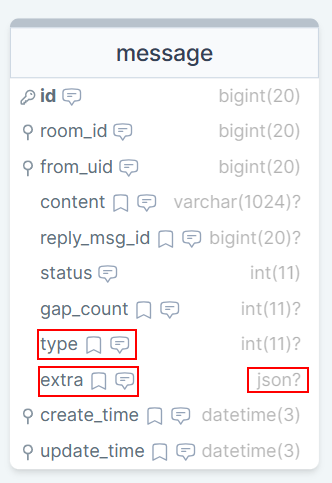 message
id bigint(20)
room_id bigint(20)
from_uid bigint(20)
content varchar(1024)?
reply_msg_id bigint(20)?
status int(11)
gap_count int(11)?
type int(11)?
extra json?
create_time datetime(3)
update_time datetime(3)